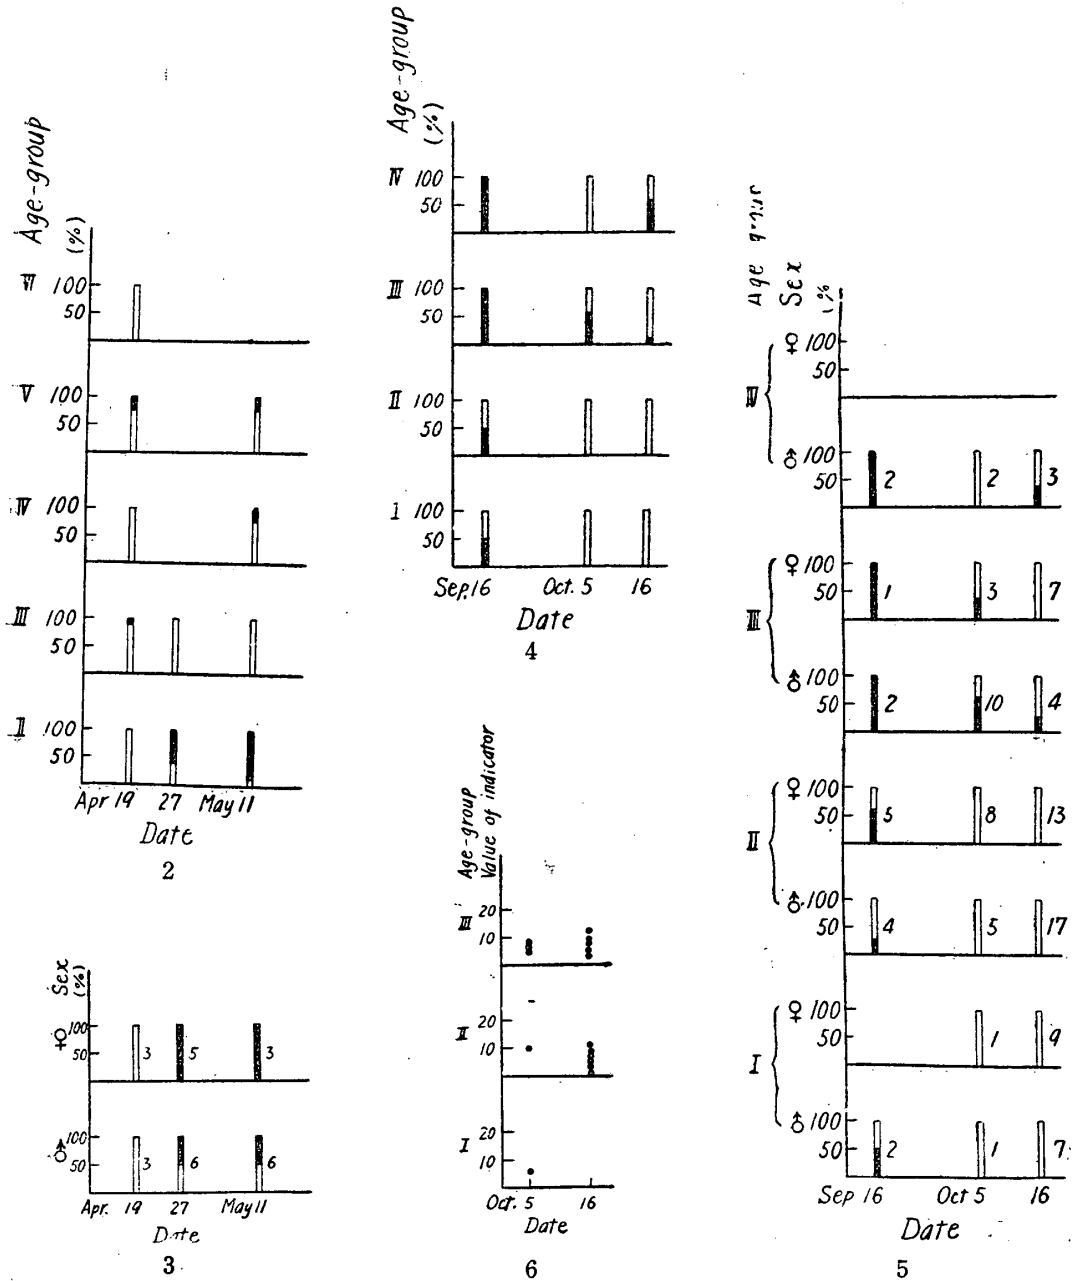 Age-group
(%)
VI 100
50
V 100
50
IV 100
50
III 100
50
II 100
50
Apr 19 27 May 11
Date
2
Sex
(%)
♀ 100
50
3 5 3
♂ 100
50
3 6 6
Apr. 19 27 May 11
Date
3
Age-group
(%)
IV 100
50
III 100
50
II 100
50
I 100
50
Sep. 16 Oct. 5 16
Date
4
Age-group
Value of indicator
III 20
10
II 20
10
I 20
10
Oct. 5 16
Date
6
Age group
Sex
(%
IV
♀ 100
50
♂ 100
50
2 2 3
III
♀ 100
50
1 3 7
♂ 100
50
2 10 4
II
♀ 100
50
5 8 13
♂ 100
50
4 5 17
I
♀ 100
50
1 9
♂ 100
50
2 1 7
Sep 16 Oct 5 16
Date
5